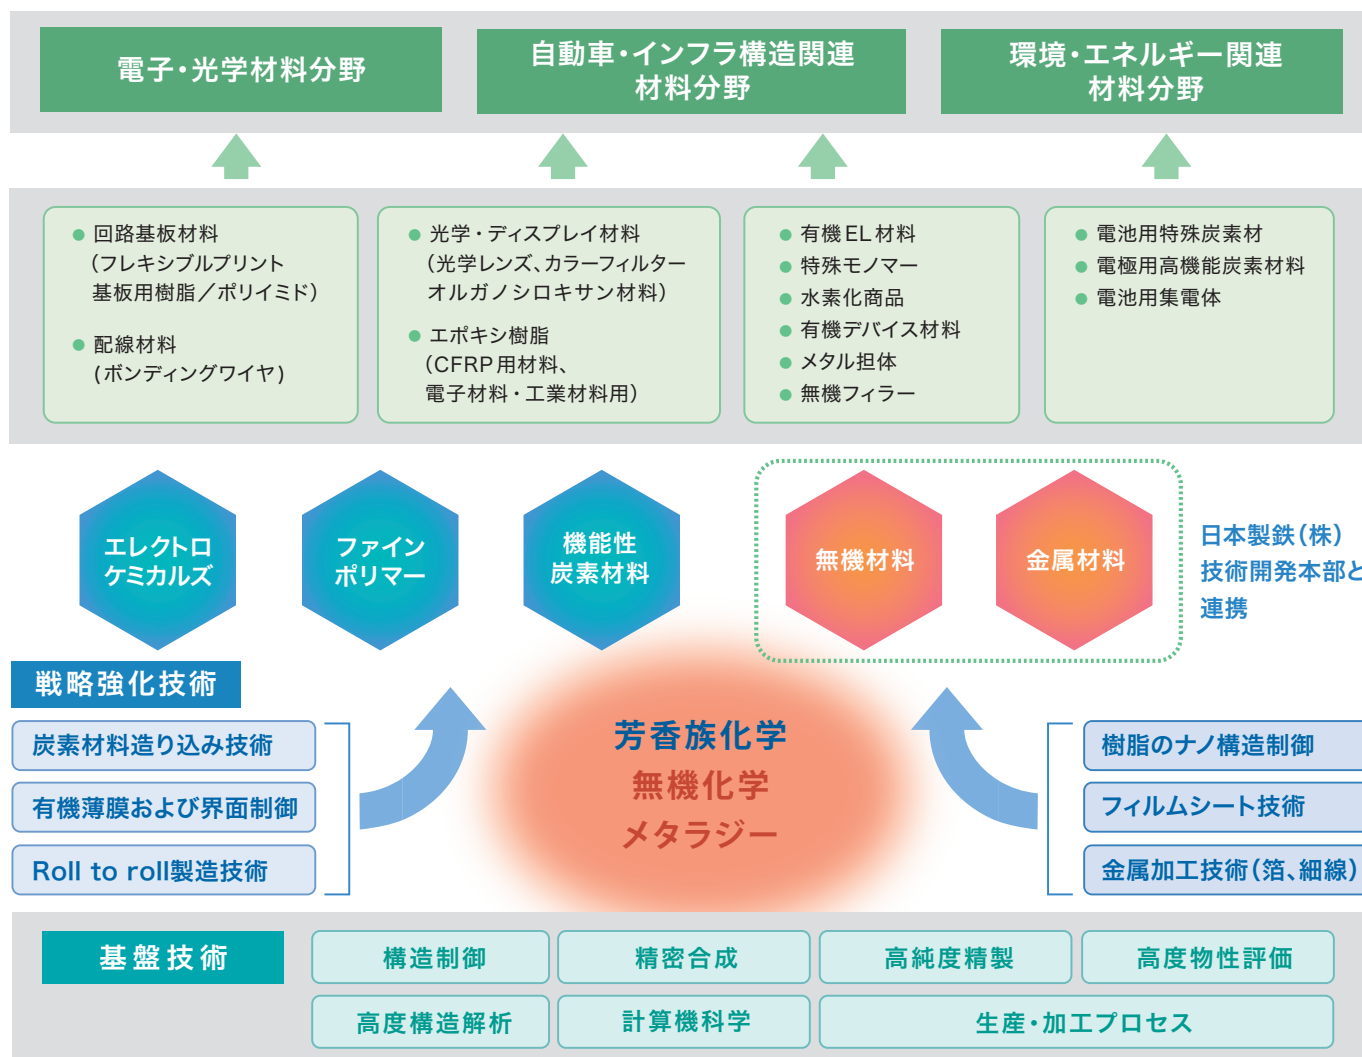 電子・光学材料分野
自動車・インフラ構造関連
材料分野
環境・エネルギー関連
材料分野
● 回路基板材料
（フレキシブルプリント
基板用樹脂／ポリイミド）
● 配線材料
(ボンディングワイヤ)
● 光学・ディスプレイ材料
（光学レンズ、カラーフィルター
オルガノシロキサン材料）
● エポキシ樹脂
（CFRP用材料、
電子材料・工業材料用）
● 有機EL材料
● 特殊モノマー
● 水素化商品
● 有機デバイス材料
● メタル担体
● 無機フィラー
● 電池用特殊炭素材
● 電極用高機能炭素材料
● 電池用集電体
エレクトロ
ケミカルズ
ファイン
ポリマー
機能性
炭素材料
無機材料
金属材料
日本製鉄（株）
技術開発本部と
連携
戦略強化技術
炭素材料造り込み技術
有機薄膜および界面制御
Roll to roll製造技術
芳香族化学
無機化学
メタラジー
樹脂のナノ構造制御
フィルムシート技術
金属加工技術（箔、細線）
基盤技術
構造制御
精密合成
高純度精製
高度物性評価
高度構造解析
計算機科学
生産・加工プロセス